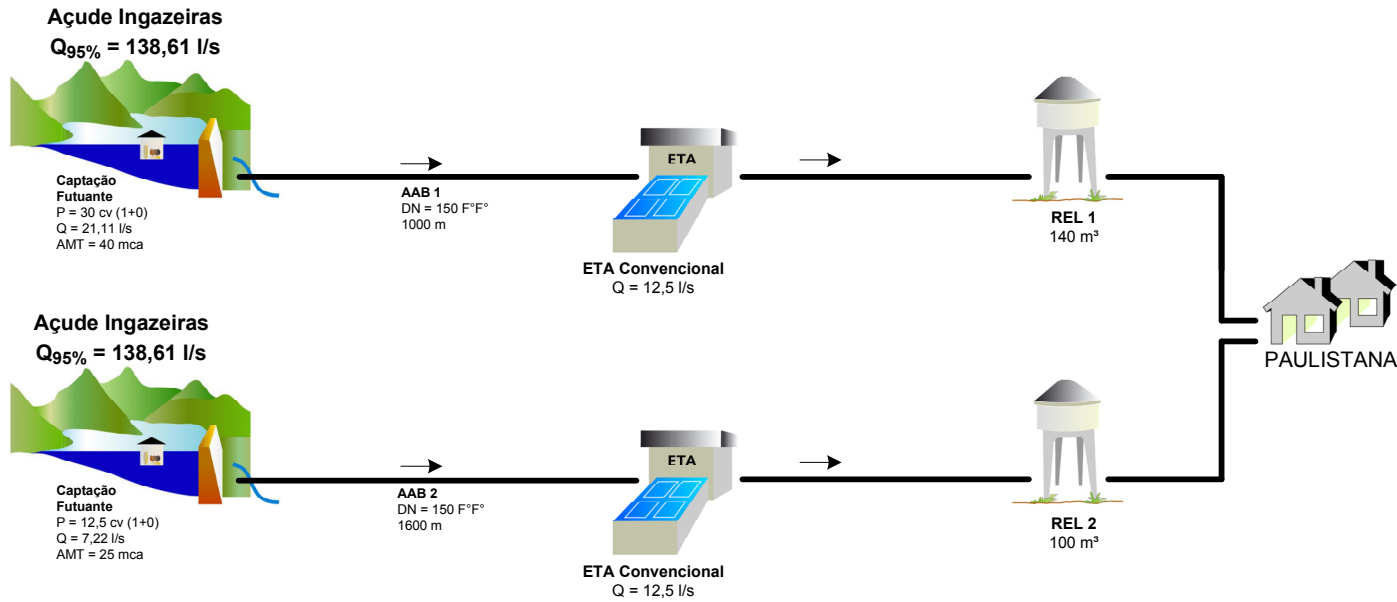 Açude Ingazeiras
Q95% = 138,61 l/s
Captação
Futuante
P = 30 cv (1+0)
Q = 21,11 l/s
AMT = 40 mca
AAB 1
DN = 150 F°F°
1000 m
ETA
ETA Convencional
Q = 12,5 l/s
REL 1
140 m³
Açude Ingazeiras
Q95% = 138,61 l/s
Captação
Futuante
P = 12,5 cv (1+0)
Q = 7,22 l/s
AMT = 25 mca
AAB 2
DN = 150 F°F°
1600 m
ETA
ETA Convencional
Q = 12,5 l/s
REL 2
100 m³
PAULISTANA